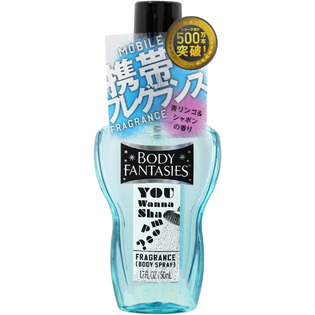 シリーズ累計
500万本
突破!
MOBILE
携帯
フレグランス
FRAGRANCE
青リンゴ&
シャボン
の香り
BODY
FANTASIES
YOU
Wanna
Sha
m
poo?
FRAGRANCE
(BODY SPRAY)
1.7 FL OZ / 50mL